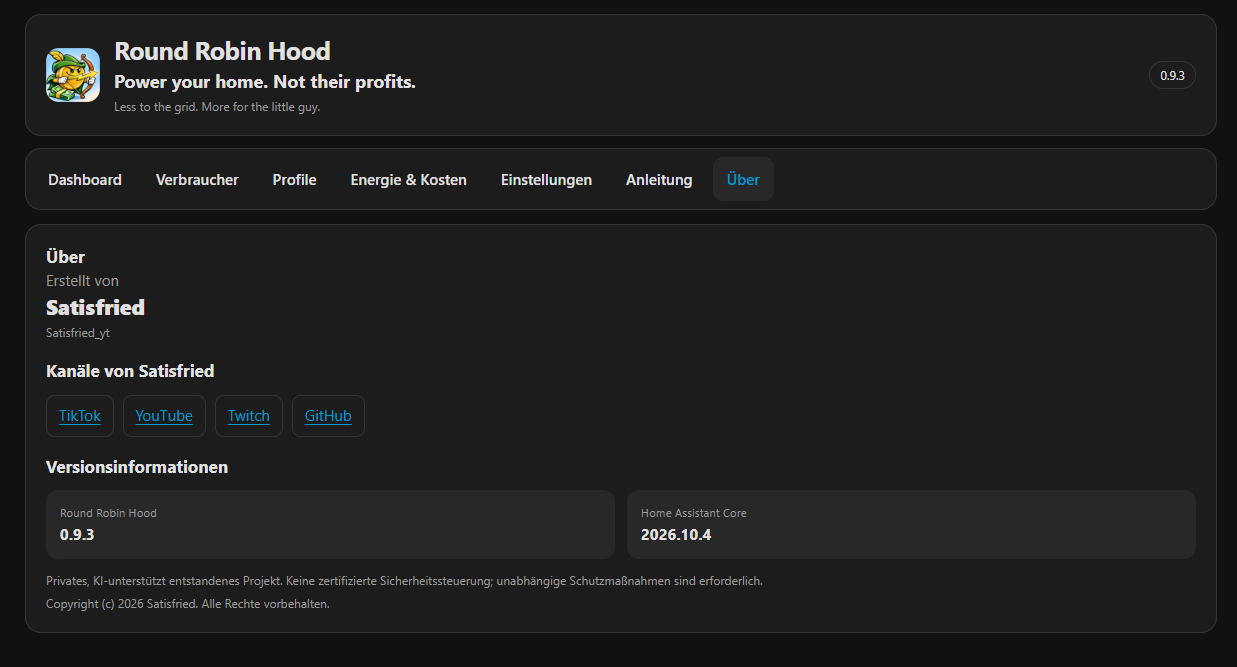 Round Robin Hood
Power your home. Not their profits.
Less to the grid. More for the little guy.
0.9.3
Dashboard Verbraucher Profile Energie & Kosten Einstellungen Anleitung Über
Über
Erstellt von
Satisfried
Satisfried_yt
Kanäle von Satisfried
TikTok YouTube Twitch GitHub
Versionsinformationen
Round Robin Hood
0.9.3
Home Assistant Core
2026.10.4
Privates, KI-unterstützt entstandenes Projekt. Keine zertifizierte Sicherheitssteuerung; unabhängige Schutzmaßnahmen sind erforderlich.
Copyright (c) 2026 Satisfried. Alle Rechte vorbehalten.